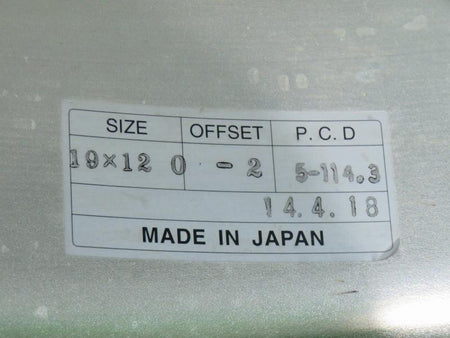 SIZE OFFSET P.C.D
19×12 0 -2 5-114.3
14.4.18
MADE IN JAPAN